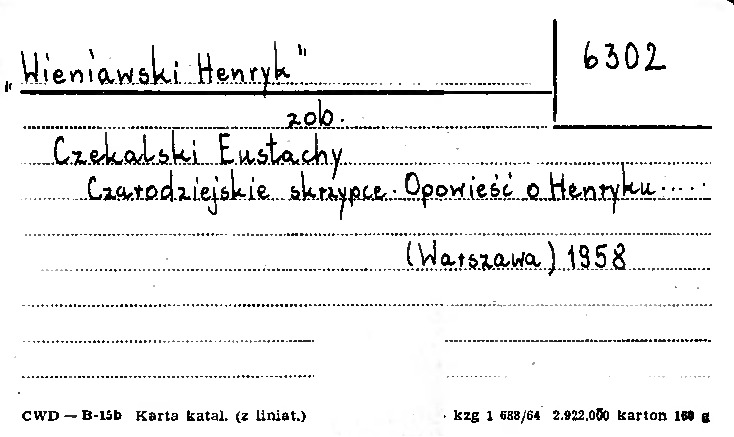 „Wieniawski Henryk" 6302
zob.
Czekalski Eustachy
Czarodziejskie skrzypce. Opowieść o Henryku.....
(Warszawa) 1958
CWD — B-15b Karta katal. (z liniat.) kzg 1 688/64 2.922.000 karton 160 g